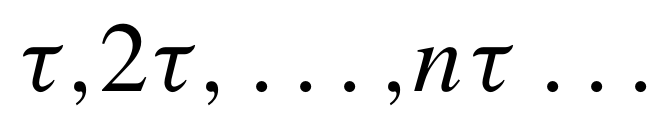 τ,2τ, . . . ,nτ . . .